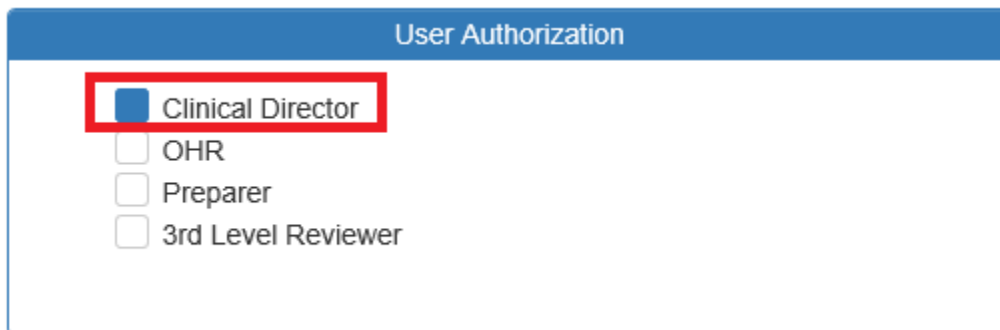 User Authorization
Clinical Director
OHR
Preparer
3rd Level Reviewer